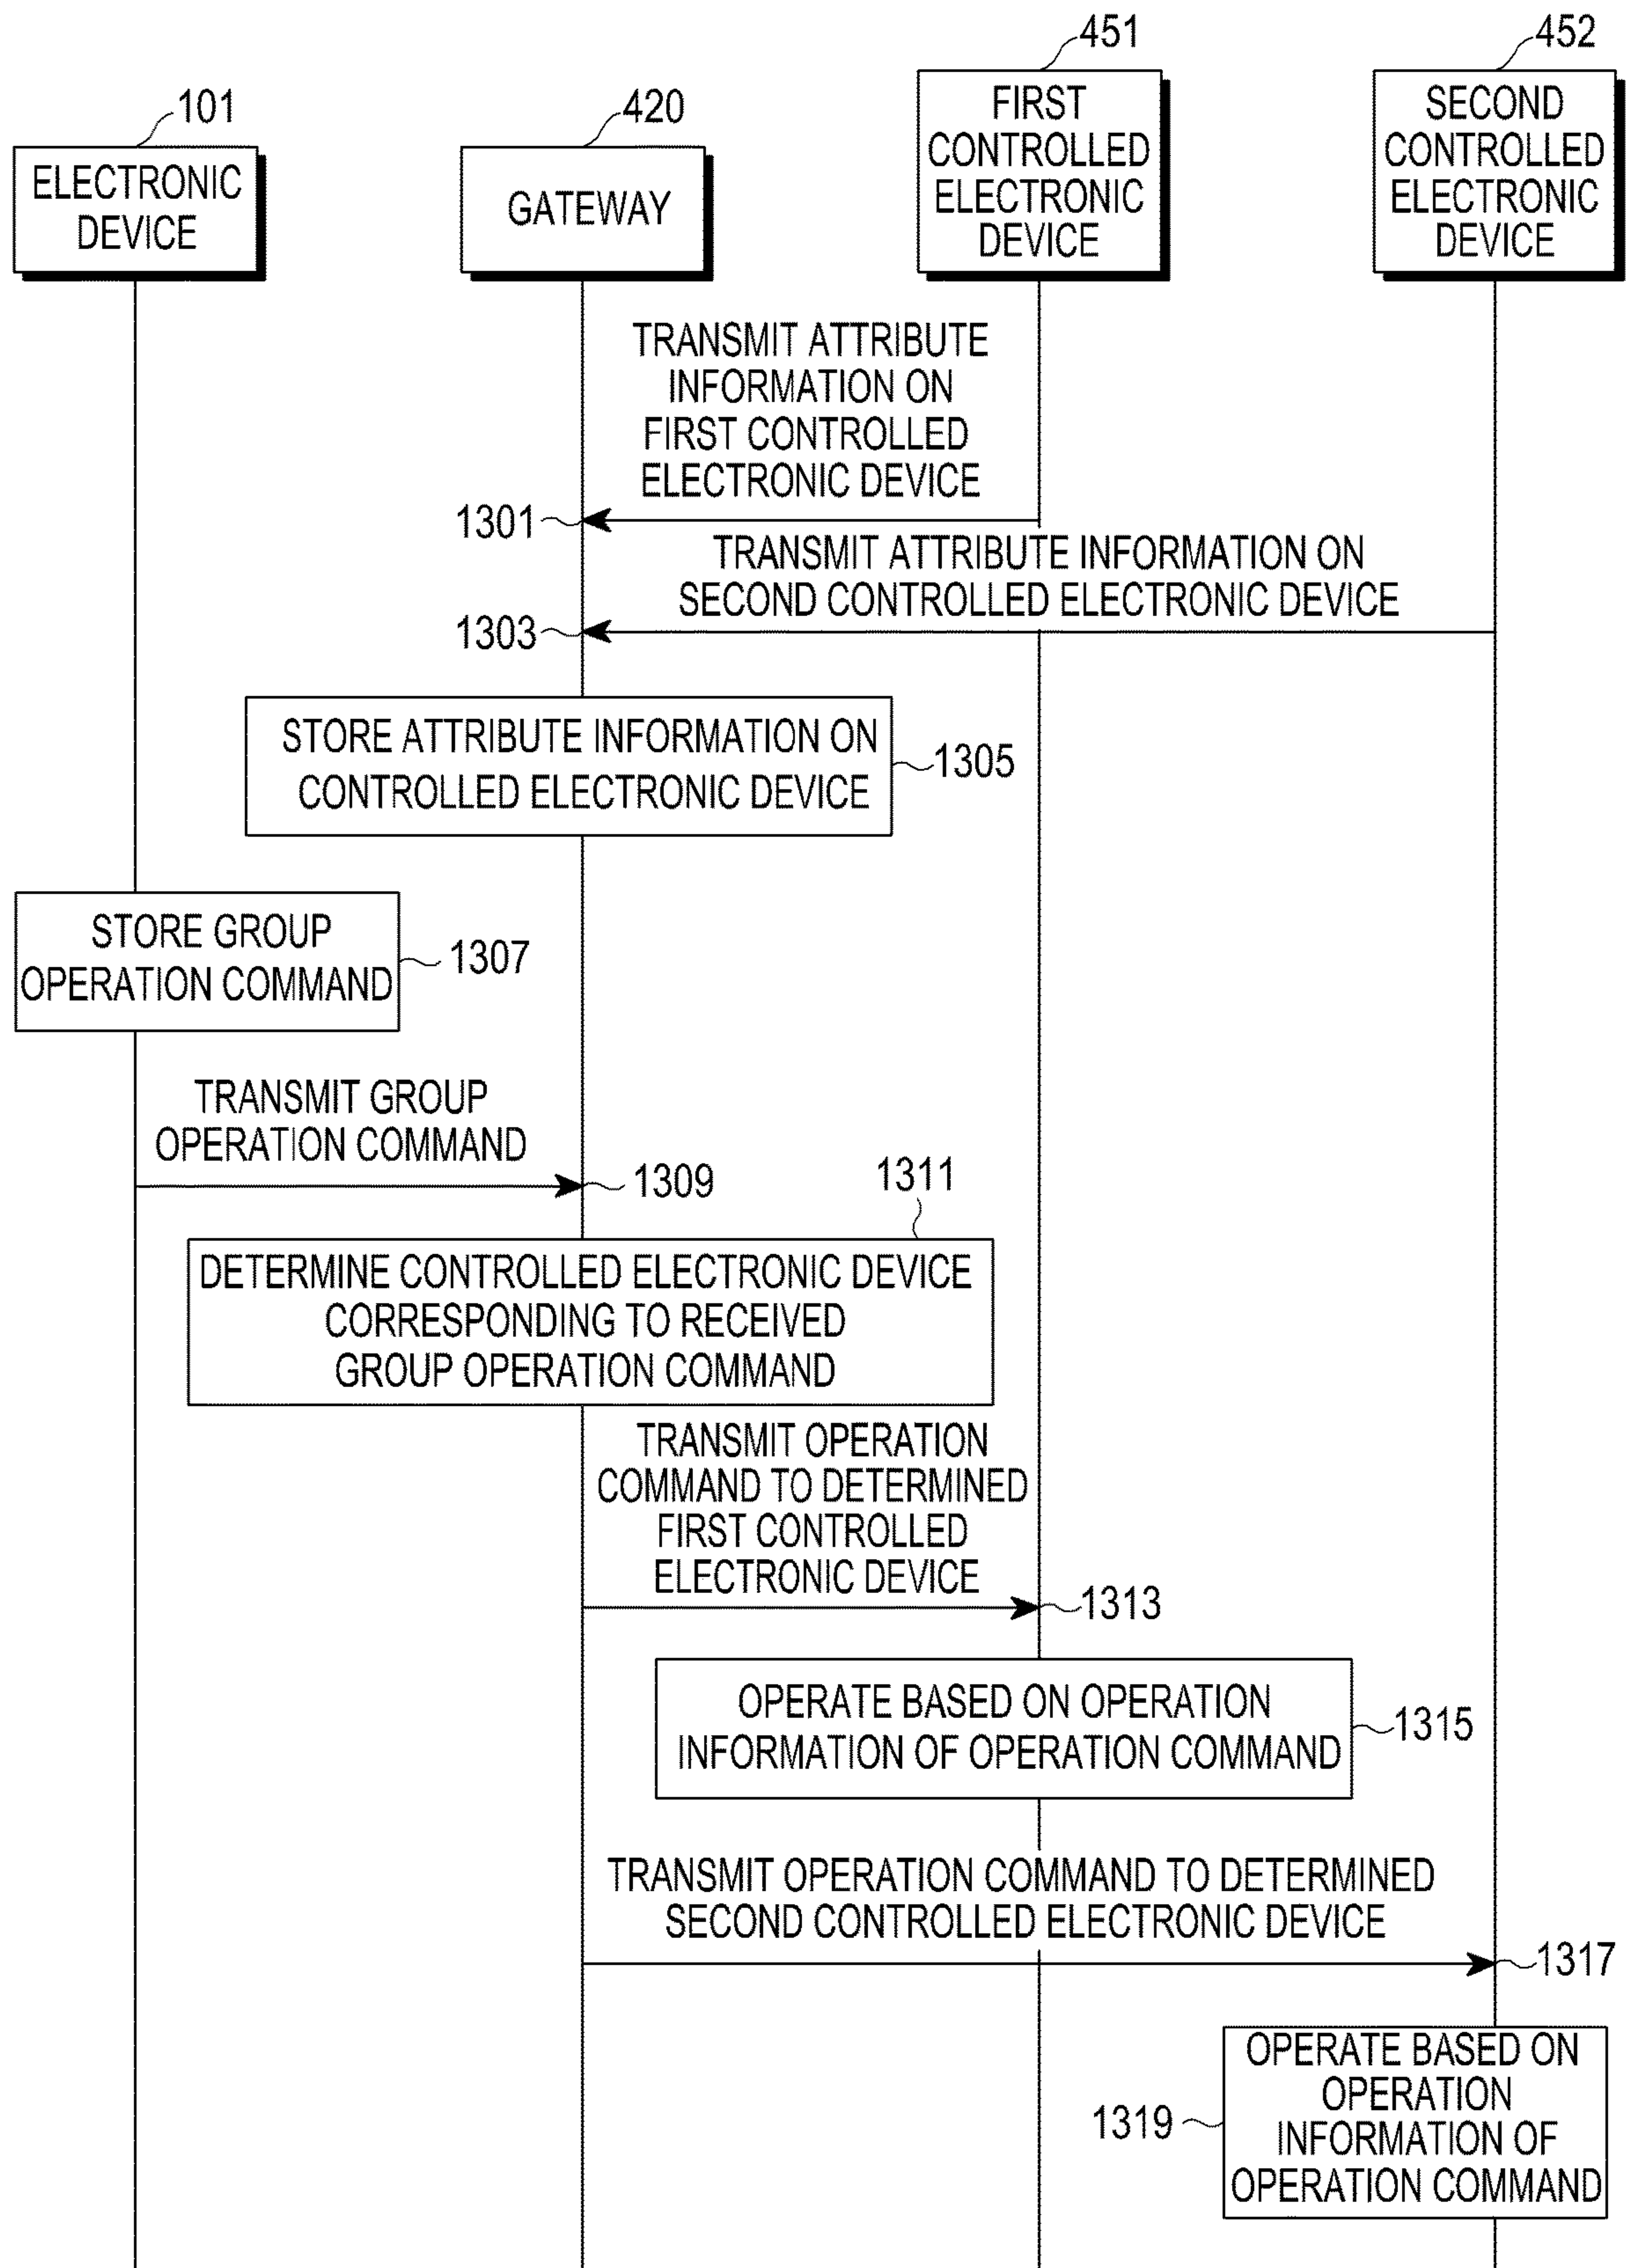 451
452
101
420
FIRST
CONTROLLED
ELECTRONIC
DEVICE
SECOND
CONTROLLED
ELECTRONIC
DEVICE
ELECTRONIC
DEVICE
GATEWAY
TRANSMIT ATTRIBUTE
INFORMATION ON
FIRST CONTROLLED
ELECTRONIC DEVICE
1301
TRANSMIT ATTRIBUTE INFORMATION ON
SECOND CONTROLLED ELECTRONIC DEVICE
1303
STORE ATTRIBUTE INFORMATION ON
CONTROLLED ELECTRONIC DEVICE
1305
STORE GROUP
OPERATION COMMAND
1307
TRANSMIT GROUP
OPERATION COMMAND
1309
1311
DETERMINE CONTROLLED ELECTRONIC DEVICE
CORRESPONDING TO RECEIVED
GROUP OPERATION COMMAND
TRANSMIT OPERATION
COMMAND TO DETERMINED
FIRST CONTROLLED
ELECTRONIC DEVICE
1313
OPERATE BASED ON OPERATION
INFORMATION OF OPERATION COMMAND
1315
TRANSMIT OPERATION COMMAND TO DETERMINED
SECOND CONTROLLED ELECTRONIC DEVICE
1317
OPERATE BASED ON
OPERATION
INFORMATION OF
OPERATION COMMAND
1319